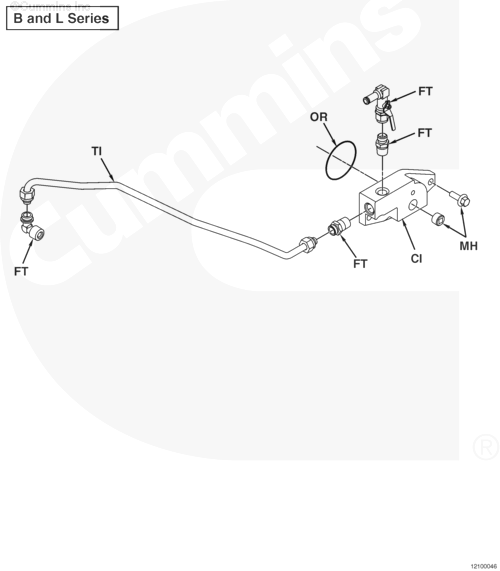 ©Cummins Inc
B and L Series
FT
OR
FT
TI
FT
FT
CI
MH
Cummins
®
12100046